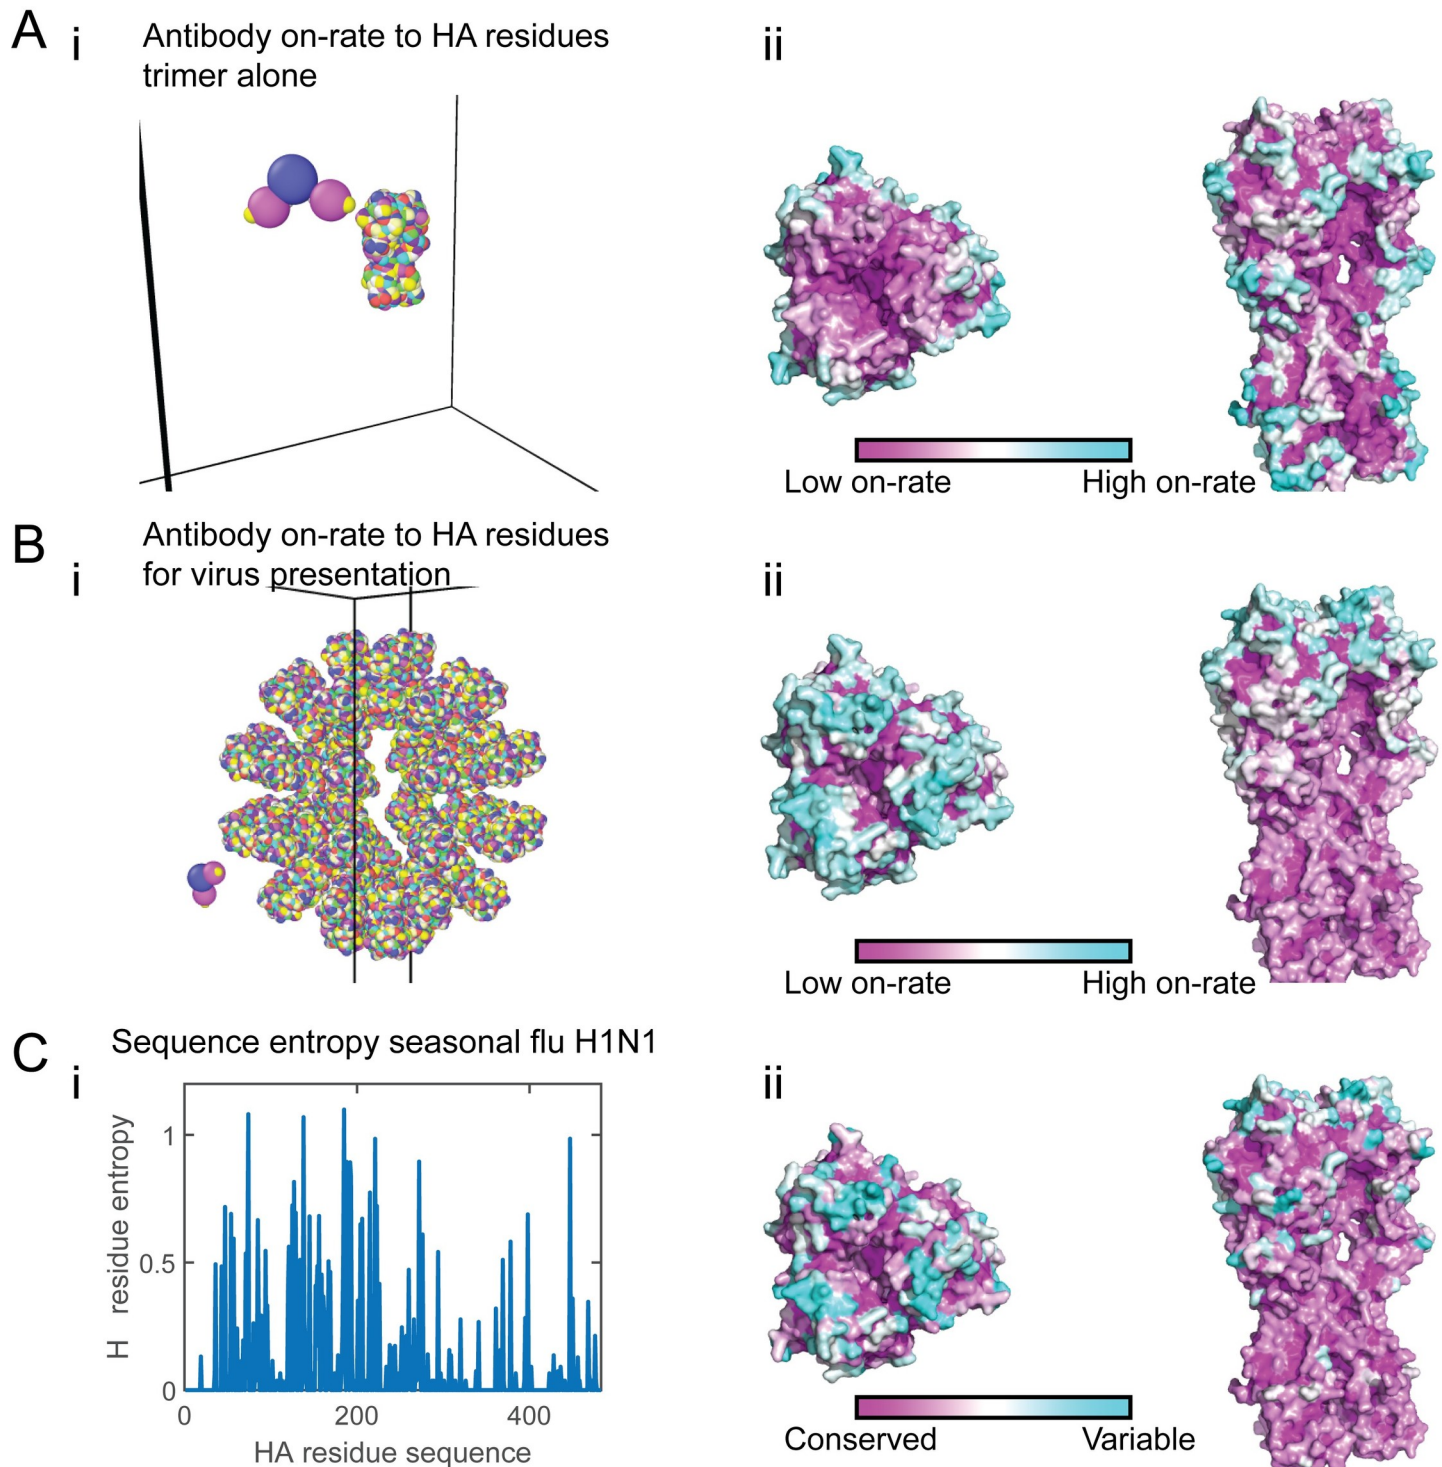 A
i
Antibody on-rate to HA residues
trimer alone
ii
Low on-rate
High on-rate
B
i
Antibody on-rate to HA residues
for virus presentation
ii
Low on-rate
High on-rate
C
Sequence entropy seasonal flu H1N1
i
H residue entropy
1
0.5
0
0
200
400
HA residue sequence
ii
Conserved
Variable